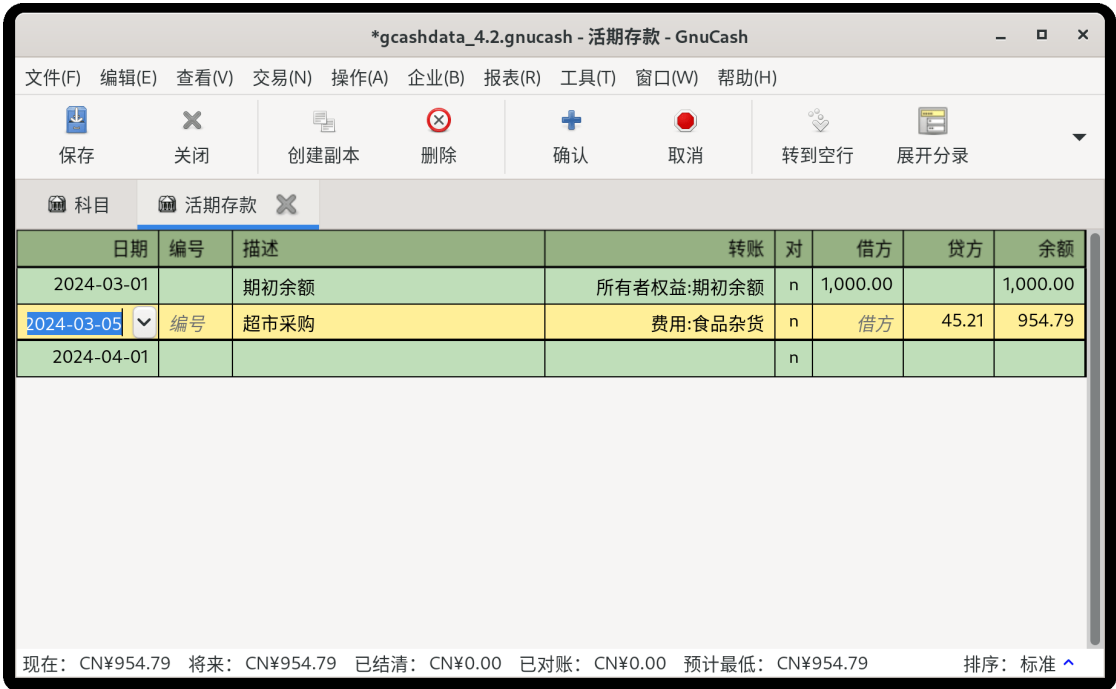 *gcashdata_4.2.gnucash - 活期存款 - GnuCash
文件(F) 编辑(E) 查看(V) 交易(N) 操作(A) 企业(B) 报表(R) 工具(T) 窗口(W) 帮助(H)
保存 关闭 创建副本 删除 确认 取消 转到空行 展开分录
科目 活期存款
日期 编号 描述 转账 对 借方 贷方 余额
2024-03-01 期初余额 所有者权益:期初余额 n 1,000.00 1,000.00
2024-03-05 编号 超市采购 费用:食品杂货 n 借方 45.21 954.79
2024-04-01 n
现在： CN¥954.79 将来： CN¥954.79 已结清： CN¥0.00 已对账： CN¥0.00 预计最低： CN¥954.79 排序： 标准